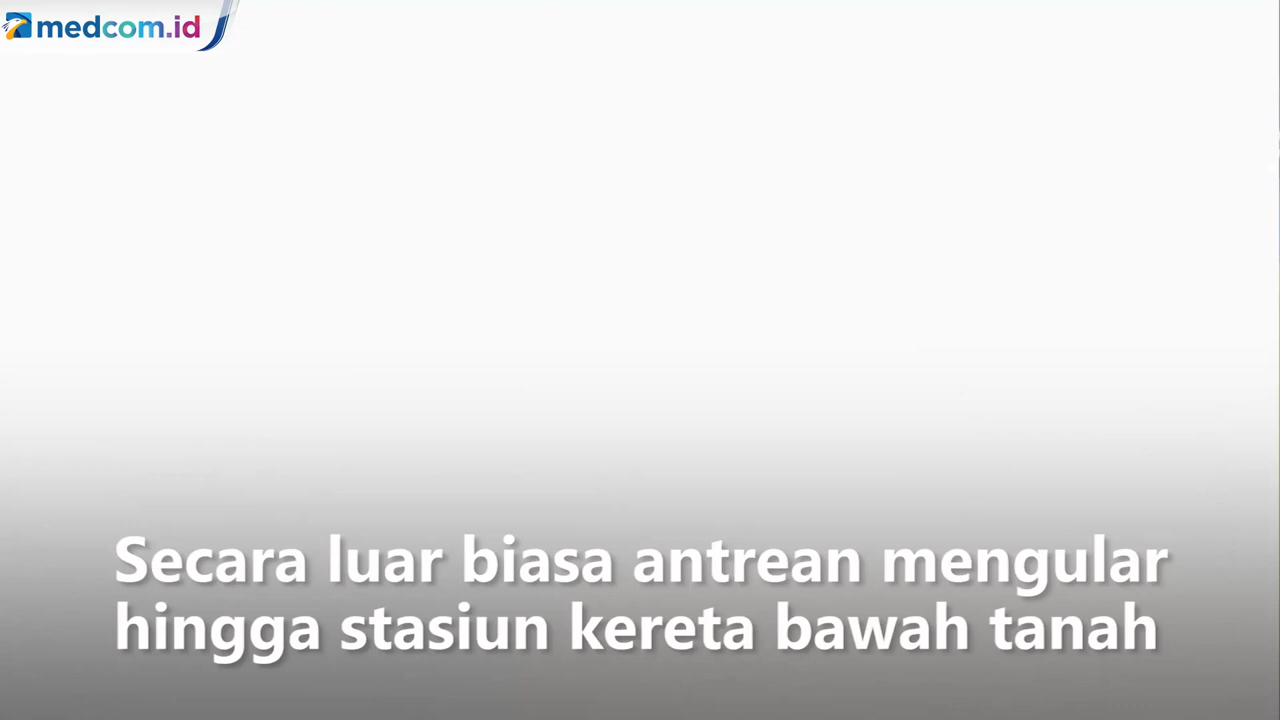 medcom.id
Secara luar biasa antrean mengular
hingga stasiun kereta bawah tanah